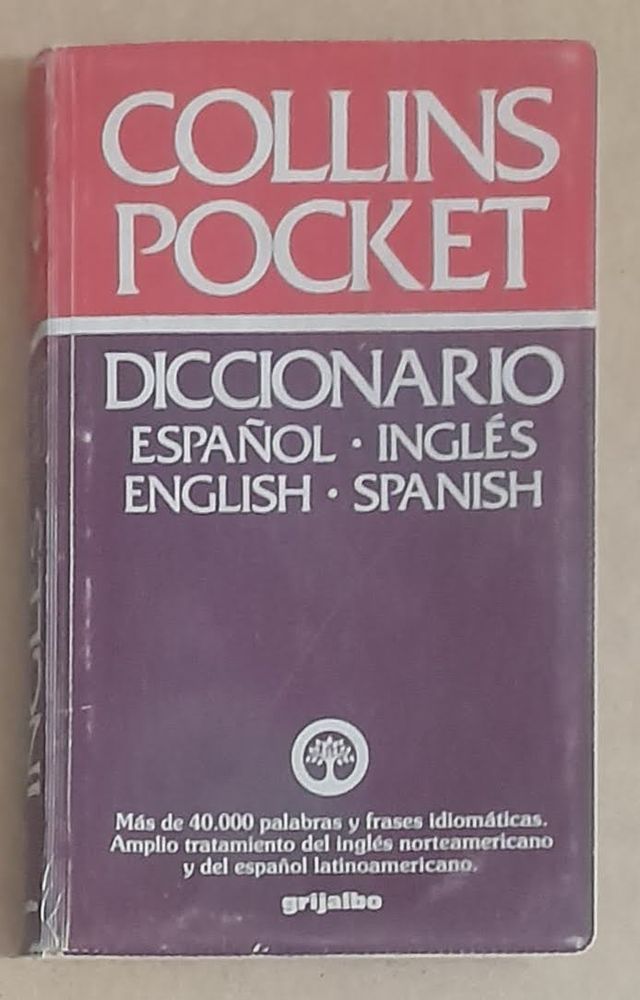 COLLINS
POCKET
DICCIONARIO
ESPAÑOL · INGLÉS
ENGLISH · SPANISH
Más de 40.000 palabras y frases idiomáticas.
Amplio tratamiento del inglés norteamericano
y del español latinoamericano.
grijalbo